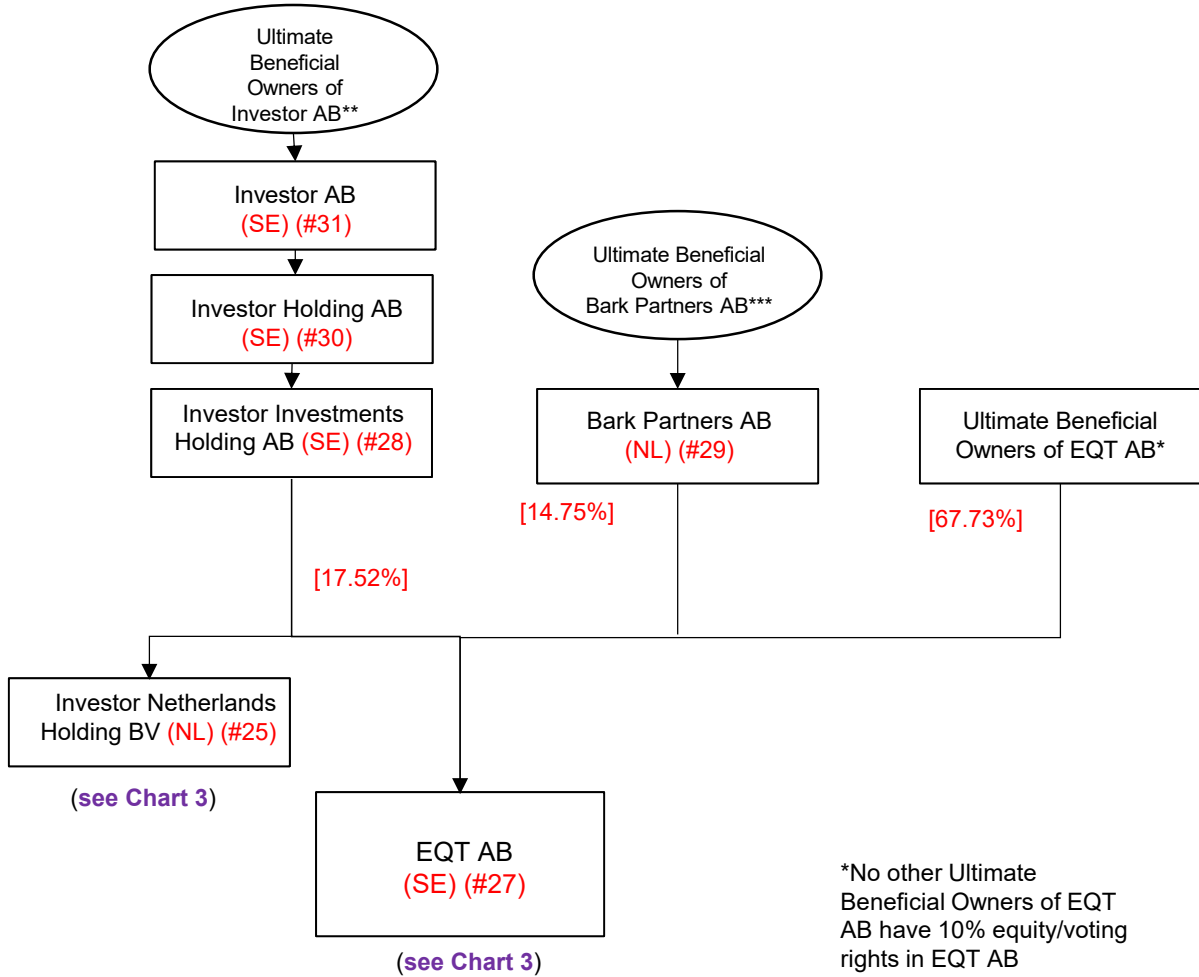 Ultimate
Beneficial
Owners of
Investor AB**
Investor AB
(SE) (#31)
Investor Holding AB
(SE) (#30)
Investor Investments
Holding AB (SE) (#28)
Ultimate Beneficial
Owners of
Bark Partners AB***
Bark Partners AB
(NL) (#29)
Ultimate Beneficial
Owners of EQT AB*
[14.75%]
[67.73%]
[17.52%]
Investor Netherlands
Holding BV (NL) (#25)
(see Chart 3)
EQT AB
(SE) (#27)
(see Chart 3)
*No other Ultimate
Beneficial Owners of EQT
AB have 10% equity/voting
rights in EQT AB